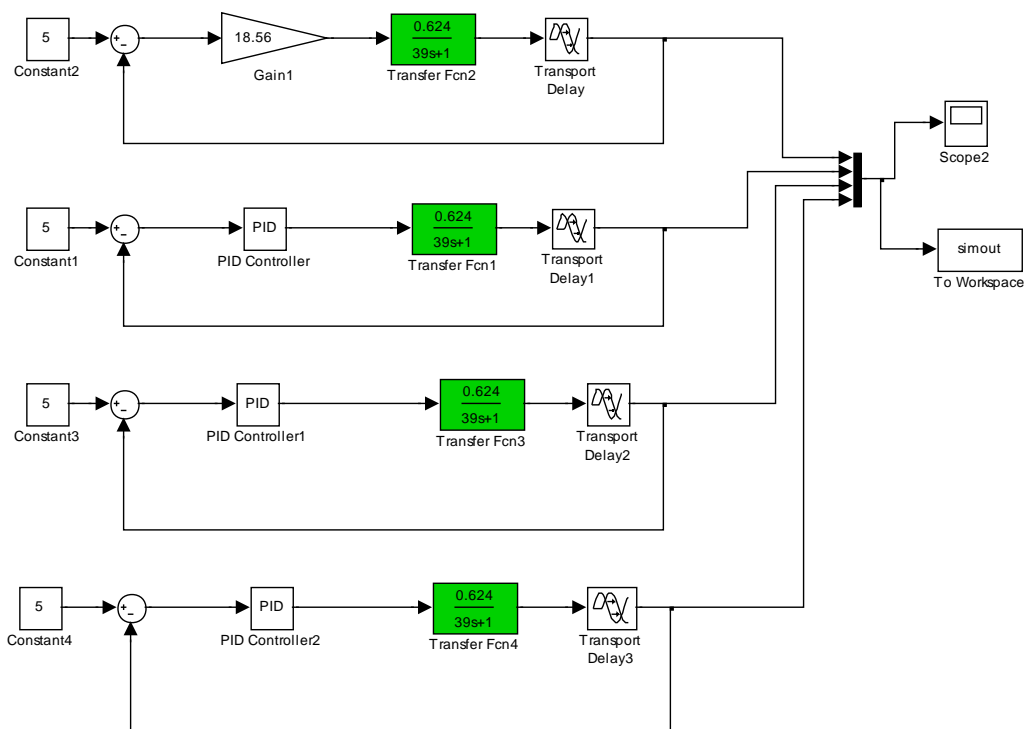 5
Constant2
+
−
18.56
Gain1
0.624
39s+1
Transfer Fcn2
Transport
Delay
Scope2
5
Constant1
+
−
PID
PID Controller
0.624
39s+1
Transfer Fcn1
Transport
Delay1
simout
To Workspace
5
Constant3
+
−
PID
PID Controller1
0.624
39s+1
Transfer Fcn3
Transport
Delay2
5
Constant4
+
−
PID
PID Controller2
0.624
39s+1
Transfer Fcn4
Transport
Delay3